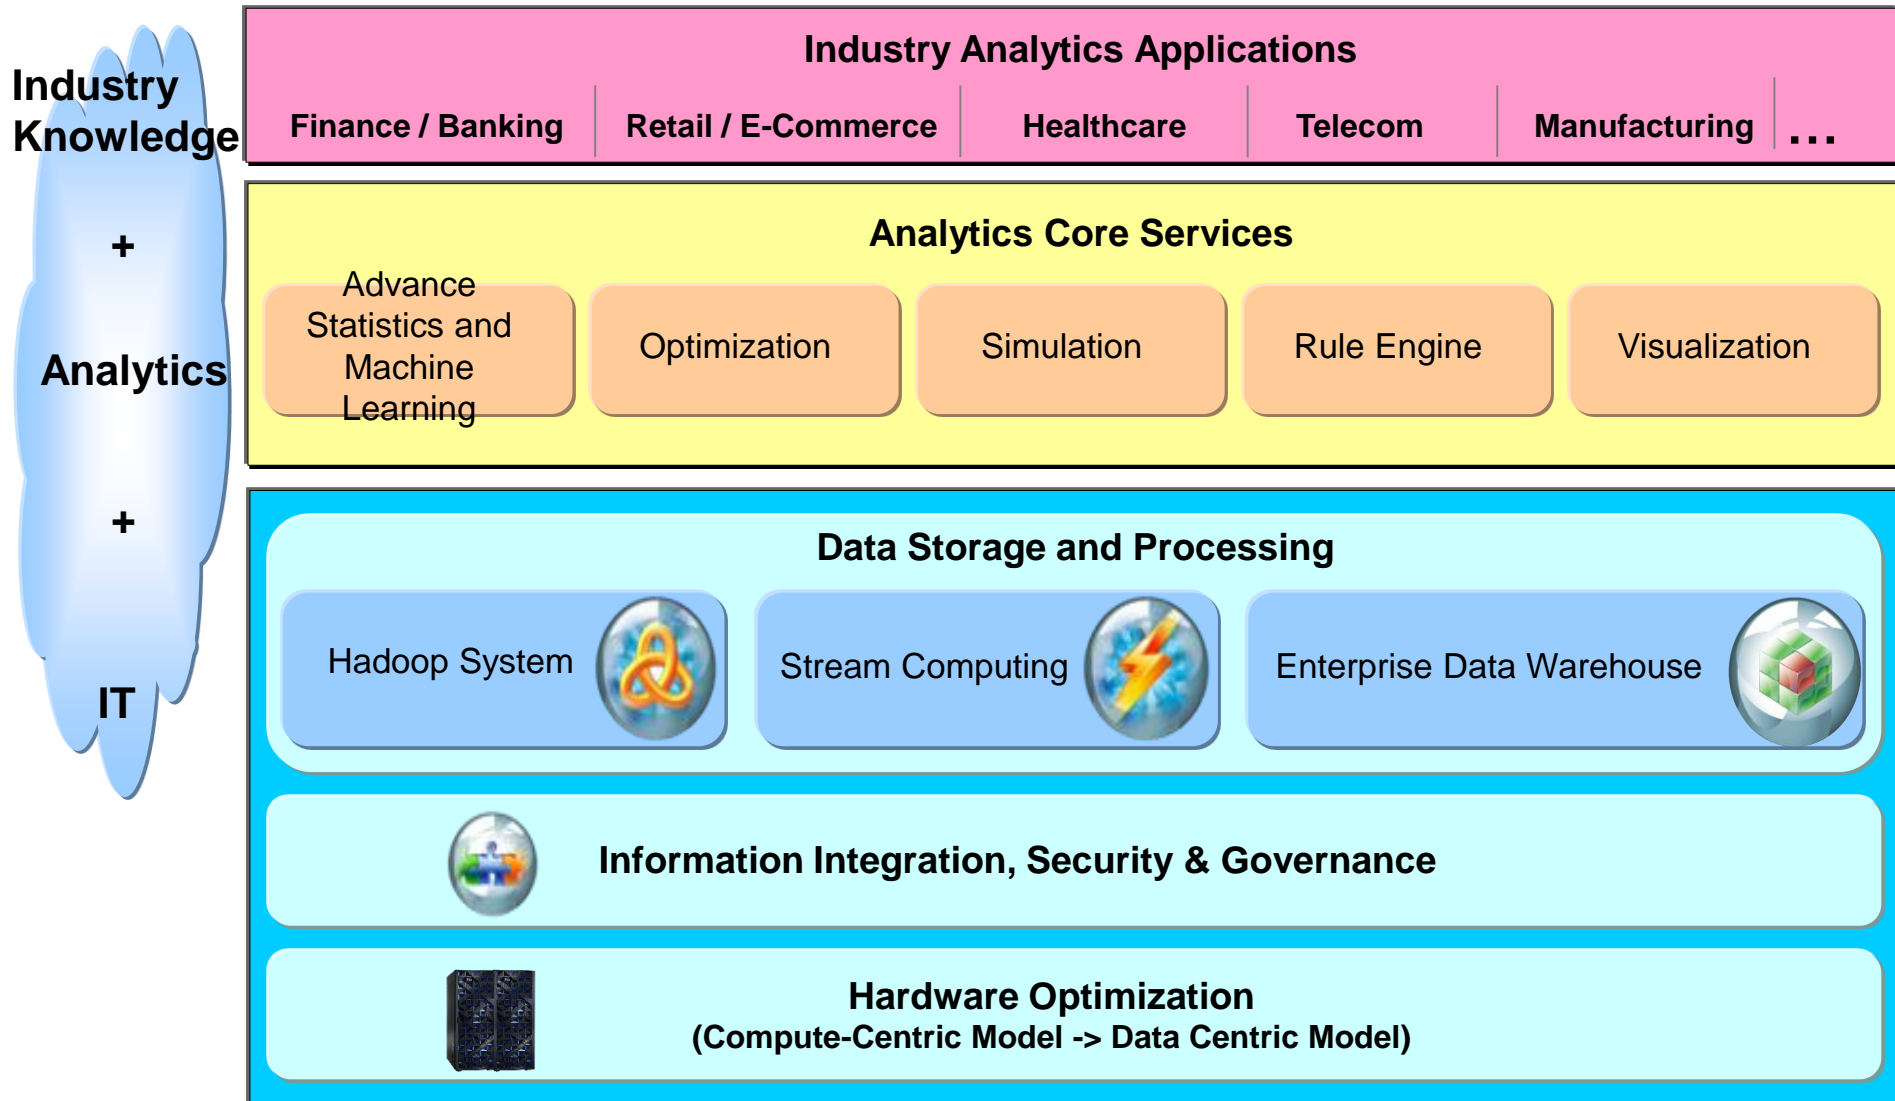 Industry
Knowledge
+
Analytics
+
IT
Industry Analytics Applications
Finance / Banking
Retail / E-Commerce
Healthcare
Telecom
Manufacturing
...
Analytics Core Services
Advance
Statistics and
Machine
Learning
Optimization
Simulation
Rule Engine
Visualization
Data Storage and Processing
Hadoop System
Stream Computing
Enterprise Data Warehouse
Information Integration, Security & Governance
Hardware Optimization
(Compute-Centric Model -> Data Centric Model)